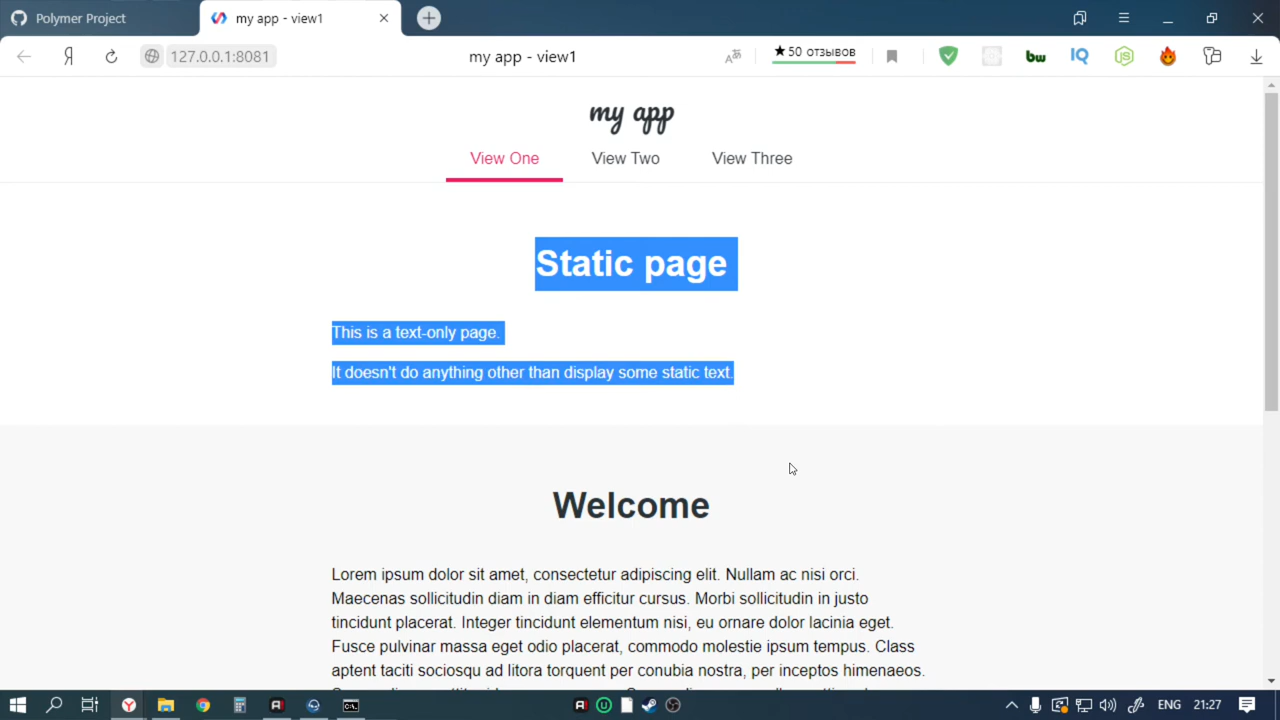 Polymer Project
my app - view1
Я
127.0.0.1:8081
my app - view1
★ 50 отзывов
bw
IQ
JS
my app
View One
View Two
View Three
Static page
This is a text-only page.
It doesn't do anything other than display some static text.
Welcome
Lorem ipsum dolor sit amet, consectetur adipiscing elit. Nullam ac nisi orci.
Maecenas sollicitudin diam in diam efficitur cursus. Morbi sollicitudin in justo
tincidunt placerat. Integer tincidunt elementum nisi, eu ornare dolor lacinia eget.
Fusce pulvinar massa eget odio placerat, commodo molestie ipsum tempus. Class
aptent taciti sociosqu ad litora torquent per conubia nostra, per inceptos himenaeos.
ENG
21:27